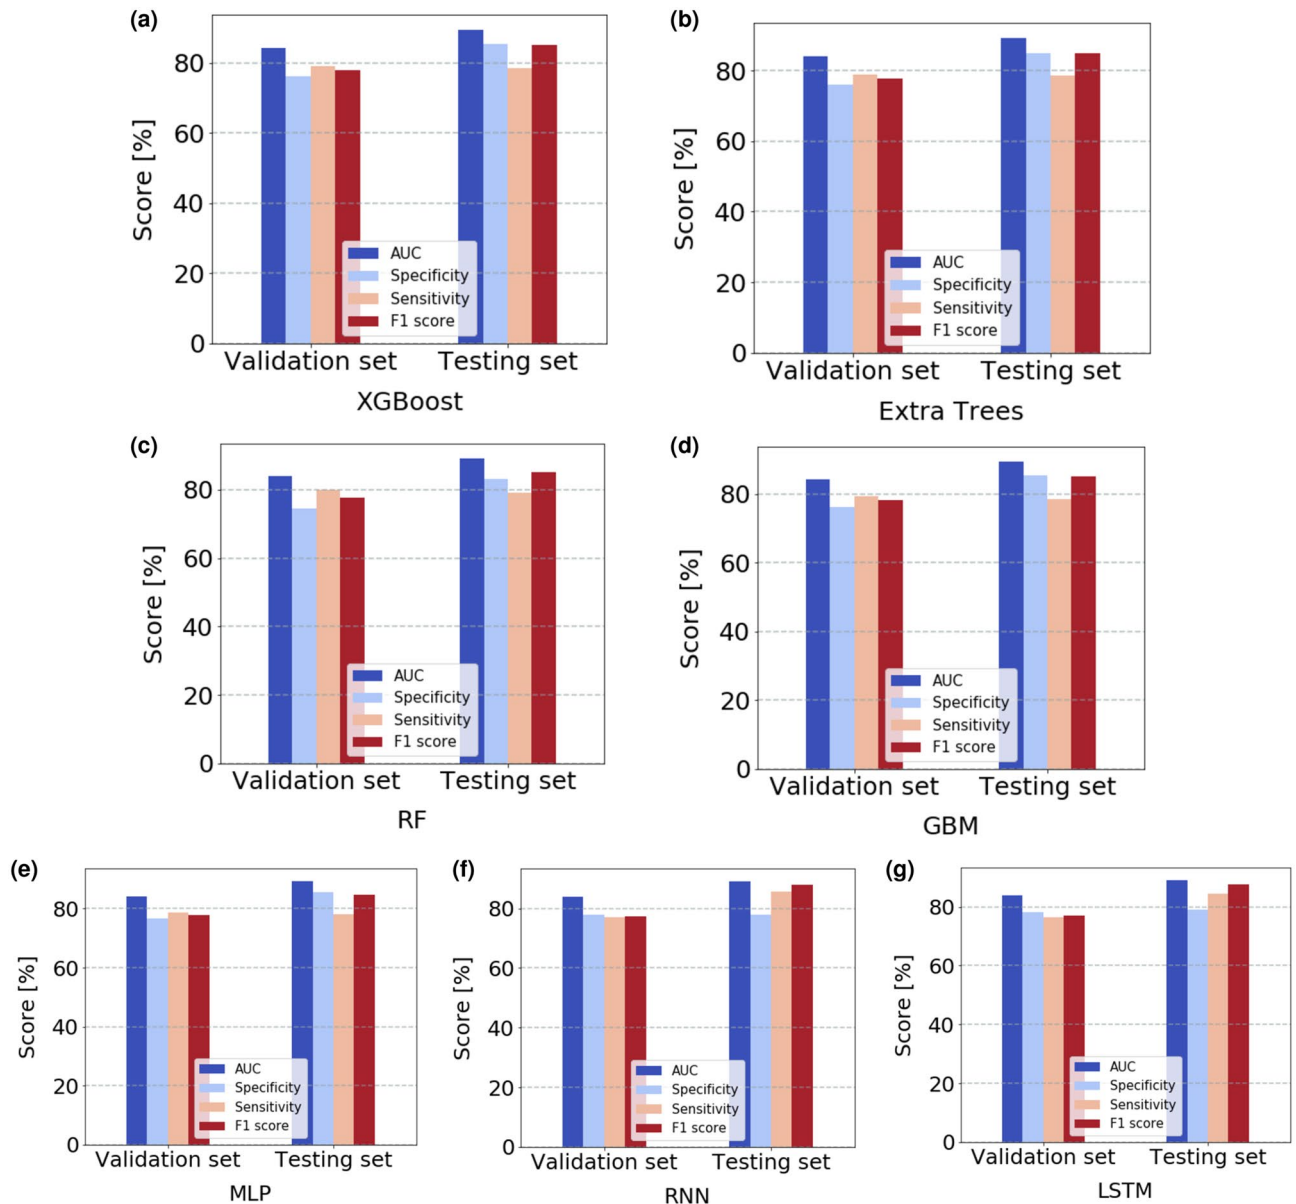 (a)
Score [%]
80
60
40
20
0
AUC
Specificity
Sensitivity
F1 score
Validation set Testing set
XGBoost
(b)
Score [%]
80
60
40
20
0
AUC
Specificity
Sensitivity
F1 score
Validation set Testing set
Extra Trees
(c)
Score [%]
80
60
40
20
0
AUC
Specificity
Sensitivity
F1 score
Validation set Testing set
RF
(d)
Score [%]
80
60
40
20
0
AUC
Specificity
Sensitivity
F1 score
Validation set Testing set
GBM
(e)
Score [%]
80
60
40
20
0
AUC
Specificity
Sensitivity
F1 score
Validation set Testing set
MLP
(f)
Score [%]
80
60
40
20
0
AUC
Specificity
Sensitivity
F1 score
Validation set Testing set
RNN
(g)
Score [%]
80
60
40
20
0
AUC
Specificity
Sensitivity
F1 score
Validation set Testing set
LSTM